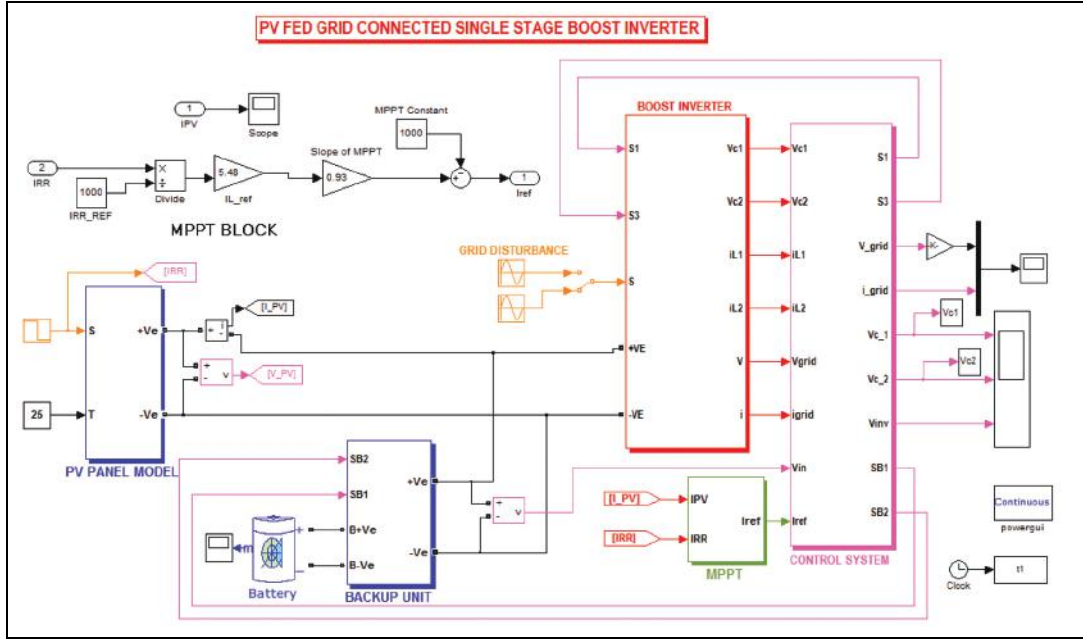 PV FED GRID CONNECTED SINGLE STAGE BOOST INVERTER
1
IPV
Scope
MPPT Constant
1000
2
IRR
1000
IRR_REF
×
÷
Divide
5.48
IL_ref
Slope of MPPT
0.93
+
-
1
Iref
MPPT BLOCK
GRID DISTURBANCE
[IRR]
S
25
T
+Ve
-Ve
PV PANEL MODEL
+
i
-
[I_PV]
+
-
v
[V_PV]
BOOST INVERTER
S1
S3
S
+VE
-VE
Vc1
Vc2
iL1
iL2
V
i
Vc1
Vc2
iL1
iL2
Vgrid
igrid
Vin
Iref
S1
S3
V_grid
i_grid
Vc_1
Vc_2
Vinv
SB1
SB2
CONTROL SYSTEM
-K-
Vc1
Vc2
SB2
SB1
B+Ve
B-Ve
+Ve
-Ve
BACKUP UNIT
m
+
-
Battery
+
-
v
[I_PV]
[IRR]
IPV
IRR
Iref
MPPT
Continuous
powergui
Clock
t1